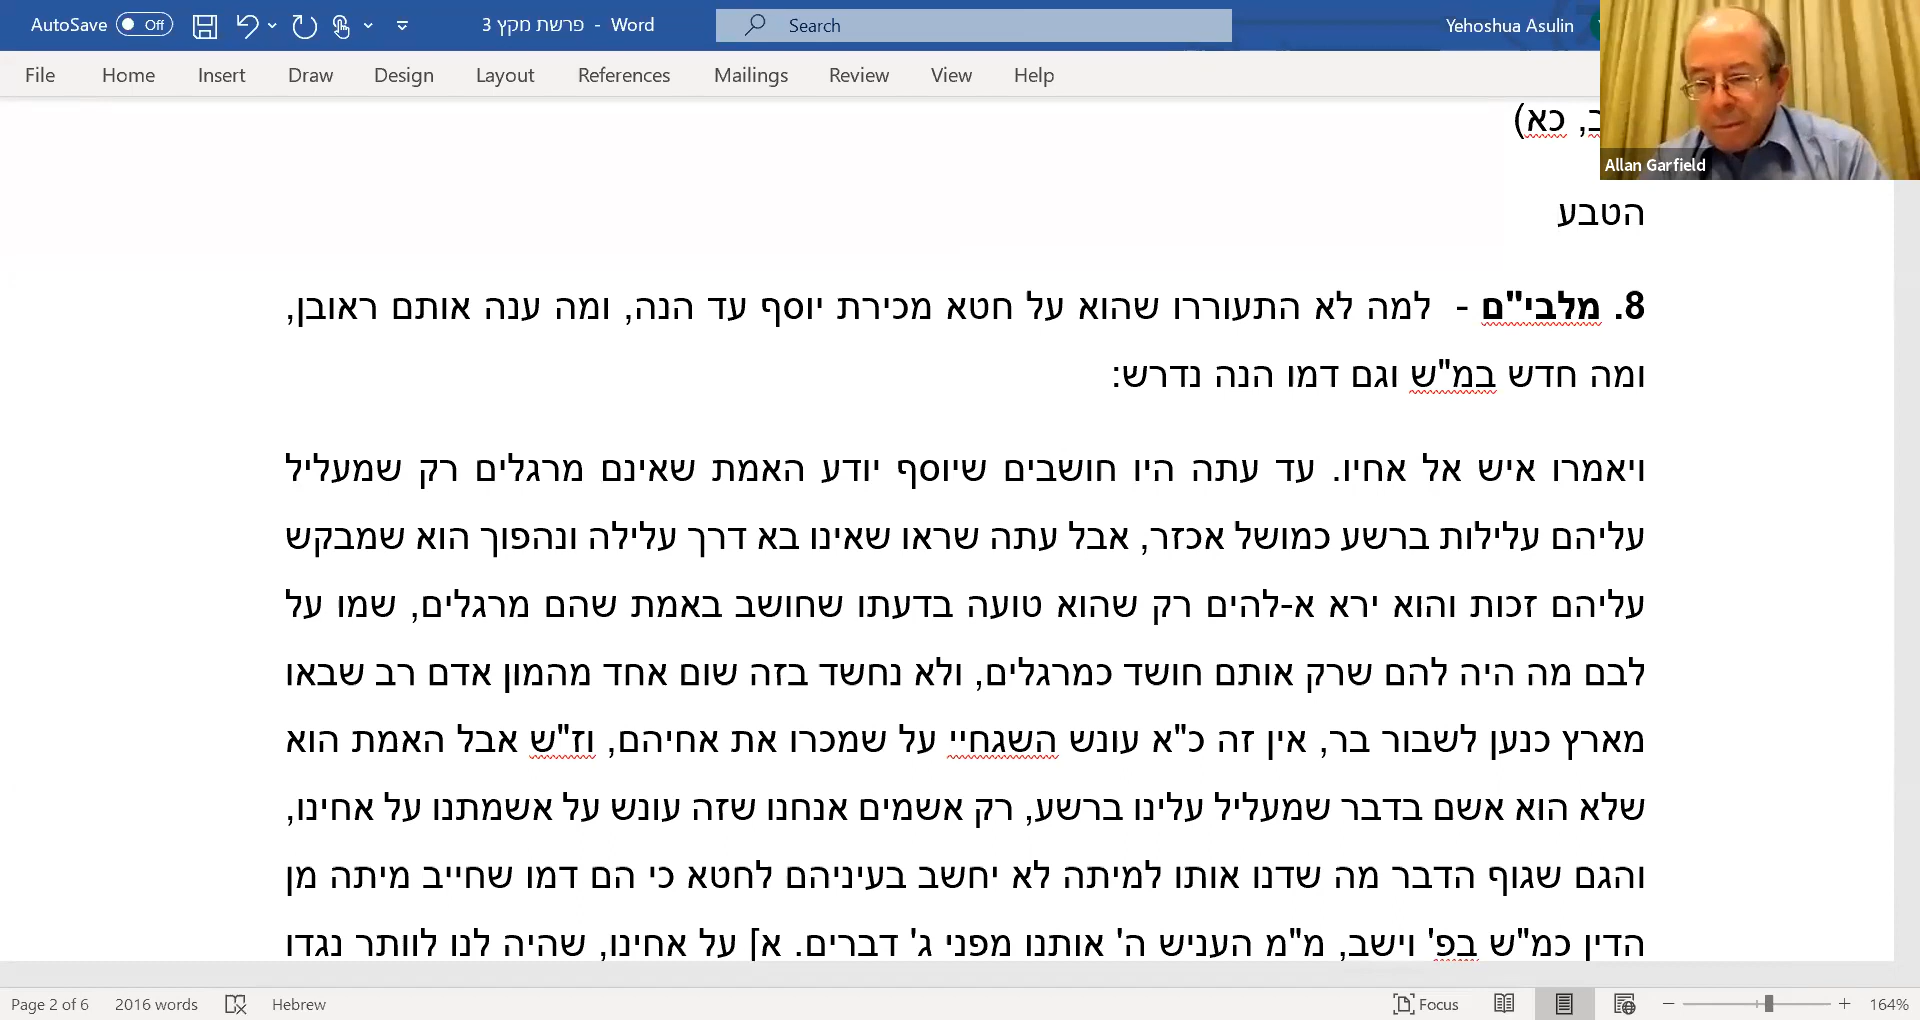 AutoSave Off פרשת מקץ 3 - Word Search Yehoshua Asulin
File Home Insert Draw Design Layout References Mailings Review View Help
Allan Garfield
כא)
הטבע
8. מלבי"ם - למה לא התעוררו שהוא על חטא מכירת יוסף עד הנה, ומה ענה אותם ראובן,
ומה חדש במ"ש וגם דמו הנה נדרש:
ויאמרו איש אל אחיו. עד עתה היו חושבים שיוסף יודע האמת שאינם מרגלים רק שמעליל
עליהם עלילות ברשע כמושל אכזר, אבל עתה שראו שאינו בא דרך עלילה ונהפוך הוא שמבקש
עליהם זכות והוא ירא א-להים רק שהוא טועה בדעתו שחושב באמת שהם מרגלים, שמו על
לבם מה היה להם שרק אותם חושד כמרגלים, ולא נחשד בזה שום אחד מהמון אדם רב שבאו
מארץ כנען לשבור בר, אין זה כ"א עונש השגחיי על שמכרו את אחיהם, וז"ש אבל האמת הוא
שלא הוא אשם בדבר שמעליל עלינו ברשע, רק אשמים אנחנו שזה עונש על אשמתנו על אחינו,
והגם שגוף הדבר מה שדנו אותו למיתה לא יחשב בעיניהם לחטא כי הם דמו שחייב מיתה מן
הדין כמ"ש בפ' וישב, מ"מ העניש ה' אותנו מפני ג' דברים. א] על אחינו, שהיה לנו לוותר נגדו
Page 2 of 6 2016 words Hebrew Focus 164%